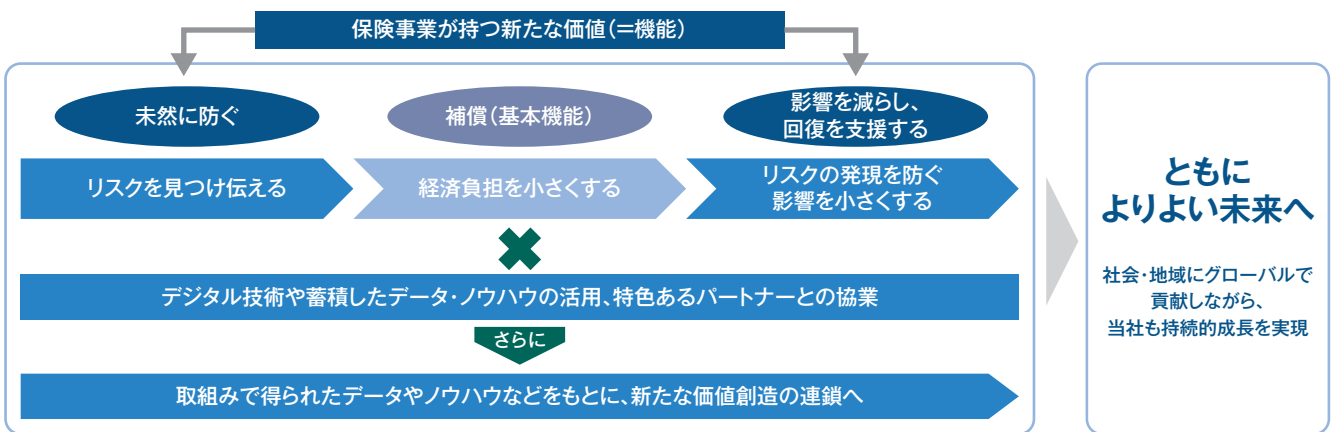 保険事業が持つ新たな価値(=機能)
未然に防ぐ
補償(基本機能)
影響を減らし、
回復を支援する
リスクを見つけ伝える
経済負担を小さくする
リスクの発現を防ぐ
影響を小さくする
デジタル技術や蓄積したデータ・ノウハウの活用、特色あるパートナーとの協業
さらに
取組みで得られたデータやノウハウなどをもとに、新たな価値創造の連鎖へ
ともに
よりよい未来へ
社会・地域にグローバルで
貢献しながら、
当社も持続的成長を実現